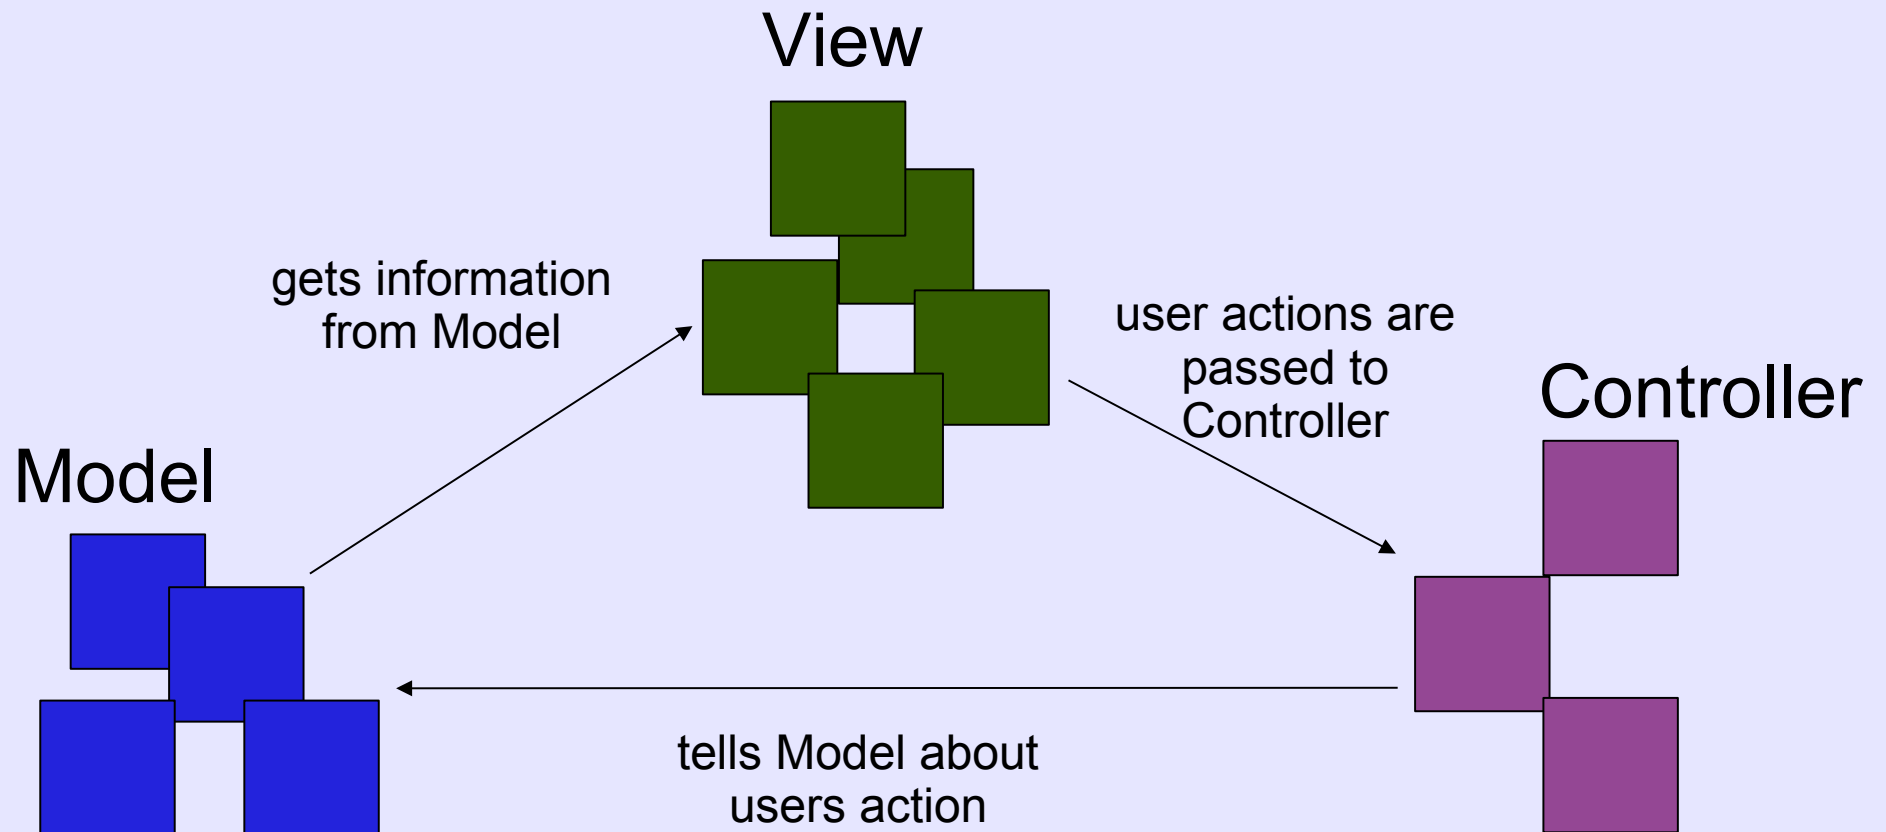 View
gets information
from Model
user actions are
passed to
Controller
Controller
Model
tells Model about
users action